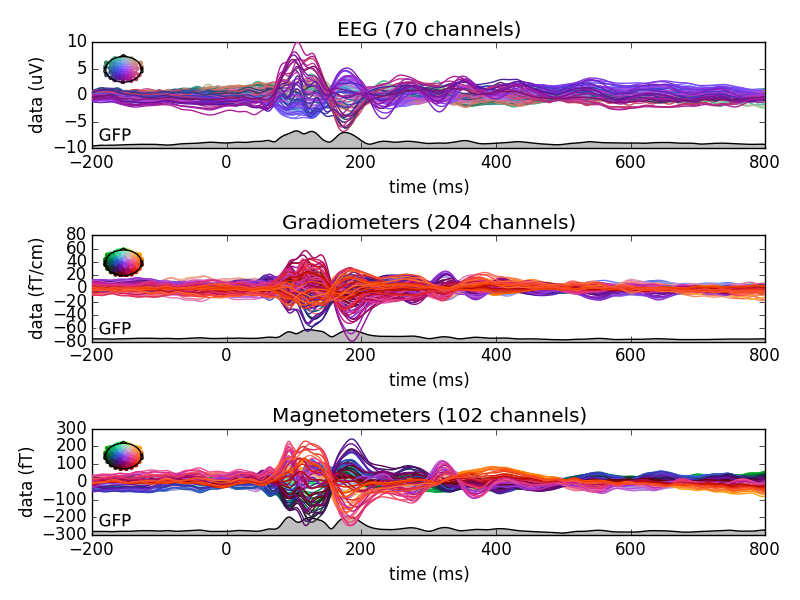 EEG (70 channels)
10
5
0
−5
−10
data (uV)
GFP
−200 0 200 400 600 800
time (ms)
Gradiometers (204 channels)
80
60
40
20
0
−20
−40
−60
−80
data (fT/cm)
GFP
−200 0 200 400 600 800
time (ms)
Magnetometers (102 channels)
300
200
100
0
−100
−200
−300
data (fT)
GFP
−200 0 200 400 600 800
time (ms)